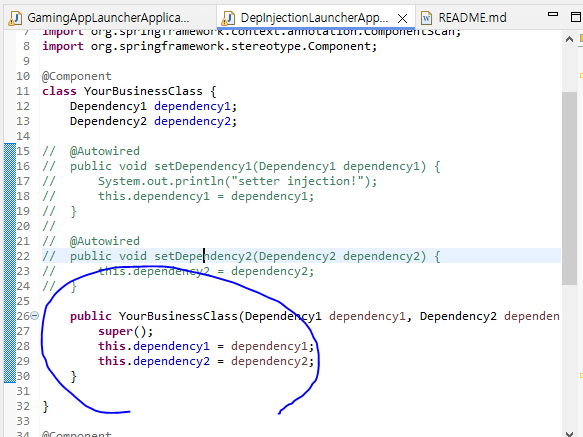 GamingAppLauncherApplica...
DepInjectionLauncherApp...
README.md
7 import org.springframework.context.annotation.ComponentScan;
8 import org.springframework.stereotype.Component;
9
10 @Component
11 class YourBusinessClass {
12 Dependency1 dependency1;
13 Dependency2 dependency2;
14
15 // @Autowired
16 // public void setDependency1(Dependency1 dependency1) {
17 // System.out.println("setter injection!");
18 // this.dependency1 = dependency1;
19 // }
20 //
21 // @Autowired
22 // public void setDependency2(Dependency2 dependency2) {
23 // this.dependency2 = dependency2;
24 // }
25
26 public YourBusinessClass(Dependency1 dependency1, Dependency2 dependen
27 super();
28 this.dependency1 = dependency1;
29 this.dependency2 = dependency2;
30 }
31
32 }
33
34 @Component